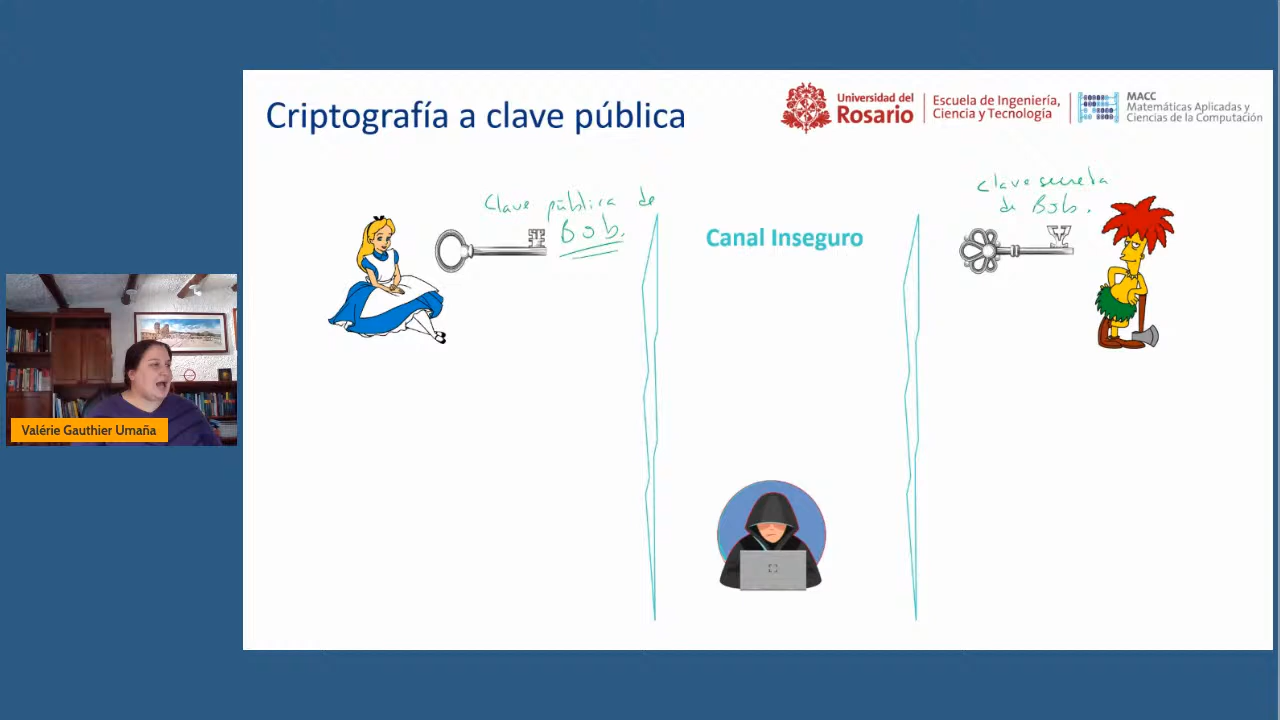 Criptografía a clave pública
Universidad del
Rosario
Escuela de Ingeniería,
Ciencia y Tecnología
MACC
Matemáticas Aplicadas y
Ciencias de la Computación
Clave pública de
Bob.
Canal Inseguro
Clave secreta
de Bob.
Valérie Gauthier Umaña